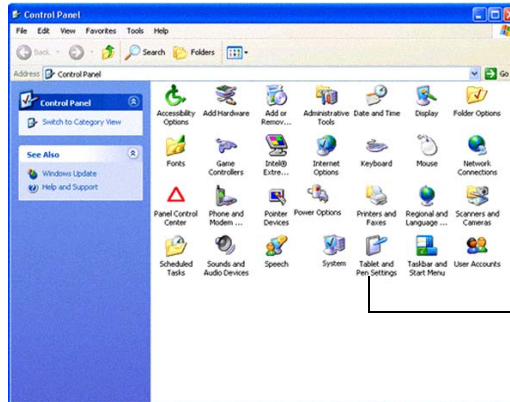 Control Panel
File Edit View Favorites Tools Help
Back Search Folders
Address Control Panel Go
Control Panel
Switch to Category View
See Also
Windows Update
Help and Support
Accessibility Options
Add Hardware
Add or Remov...
Administrative Tools
Date and Time
Display
Folder Options
Fonts
Game Controllers
Intel® Extre...
Internet Options
Keyboard
Mouse
Network Connections
Panel Control Center
Phone and Modem ...
Pointer Devices
Power Options
Printers and Faxes
Regional and Language ...
Scanners and Cameras
Scheduled Tasks
Sounds and Audio Devices
Speech
System
Tablet and Pen Settings
Taskbar and Start Menu
User Accounts